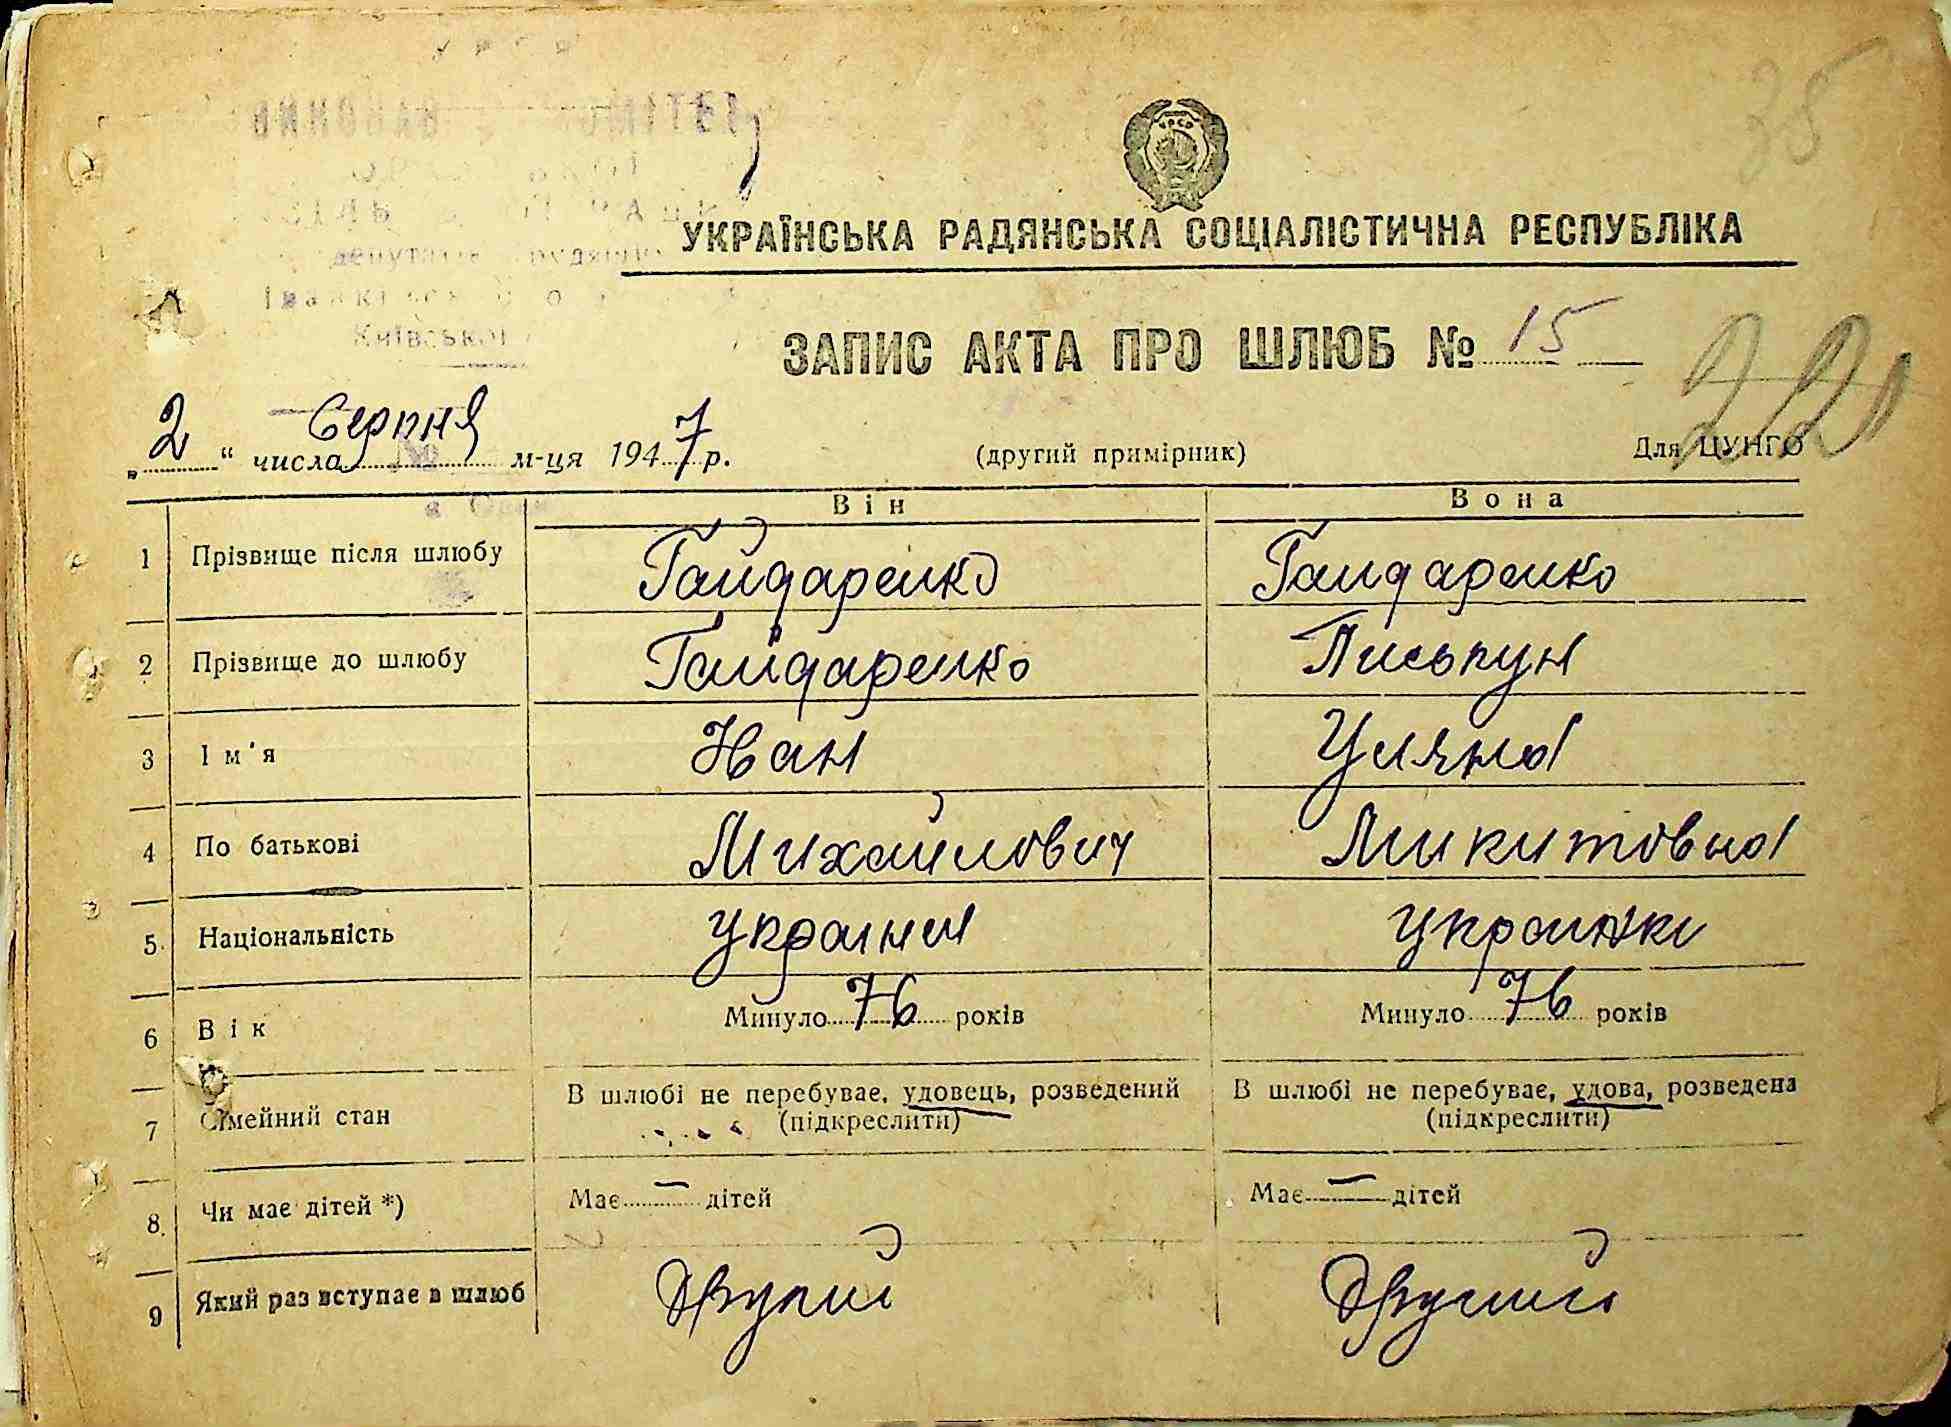 35
УКРАЇНСЬКА РАДЯНСЬКА СОЦІАЛІСТИЧНА РЕСПУБЛІКА
ЗАПИС АКТА ПРО ШЛЮБ № 15
„2“ числа Серпня м-ця 1947 р. (другий примірник) Для ЦУНГО
Він Вона
1 Прізвище після шлюбу Гайдаренко Гайдаренко
2 Прізвище до шлюбу Гайдаренко Писькун
3 Ім'я Иван Уляна
4 По батькові Михайлович Микитовна
5 Національність
6 Вік Минуло 76 років Минуло 76 років
7 Сімейний стан В шлюбі не перебуває, удовець, розведений В шлюбі не перебуває, удова, розведена
(підкреслити) (підкреслити)
8 Чи має дітей *) Має — дітей Має — дітей
9 Який раз вступає в шлюб Другий Другий